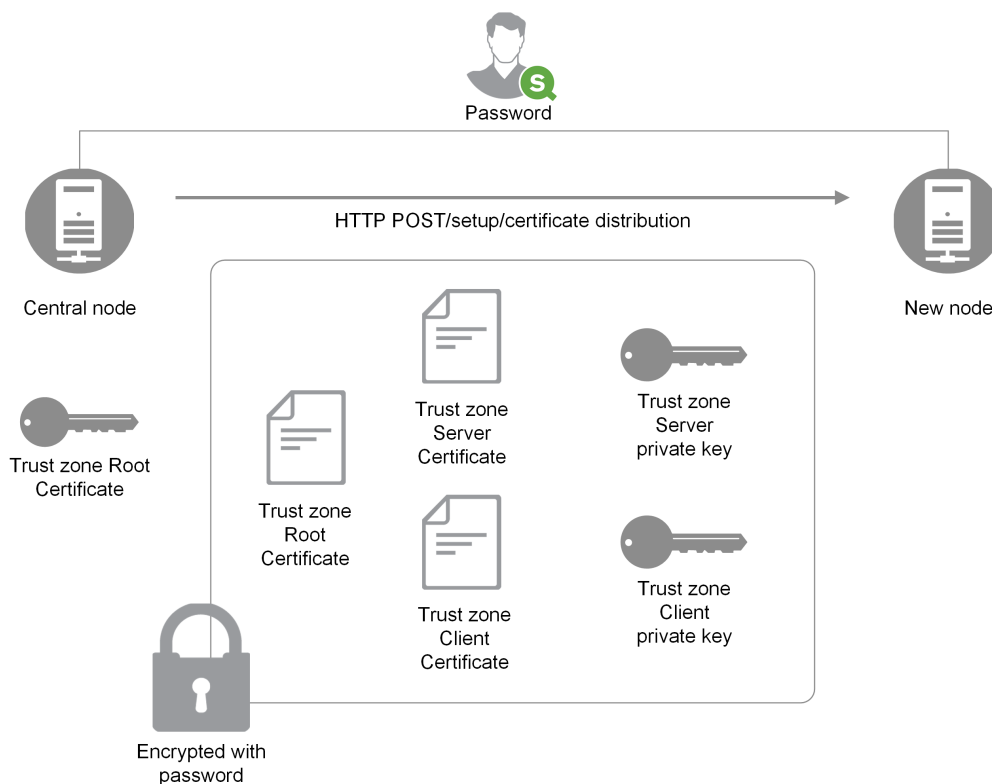 S
Password
HTTP POST/setup/certificate distribution
Central node
New node
Trust zone
Server
Certificate
Trust zone
Server
private key
Trust zone Root
Certificate
Trust zone
Root
Certificate
Trust zone
Client
Certificate
Trust zone
Client
private key
Encrypted with
password